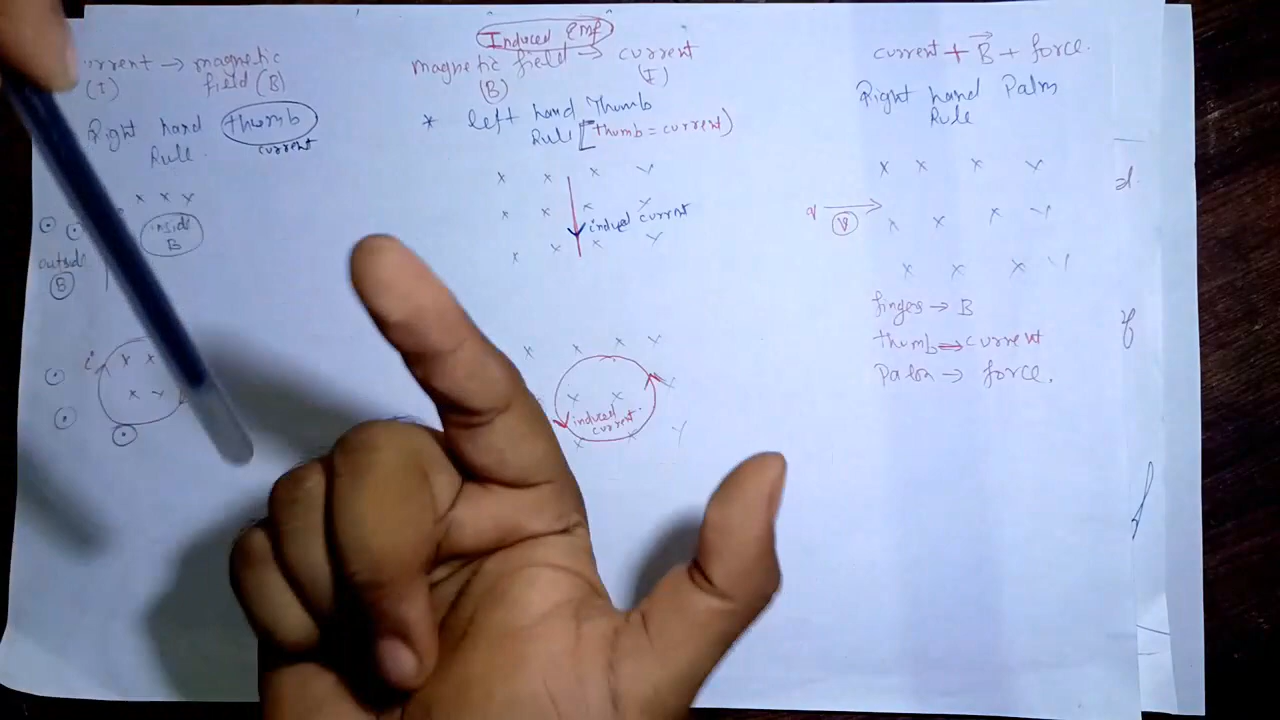 Induced Emf
current → magnetic
(I) field (B)
Right hand thumb
Rule. current
x x x
inside
B
outside
B
i
x x
x x
magnetic field → current
(B) (I)
* left hand Thumb
Rule [thumb = current)
x x x x
x x x x
induced current
x x x x
x x x x
x x x
induced
current.
x x x
current + B + force.
Right hand Palm
Rule
x x x x
q → x x x x
V
x x x x
fingers → B
thumb → current
Palm → force.